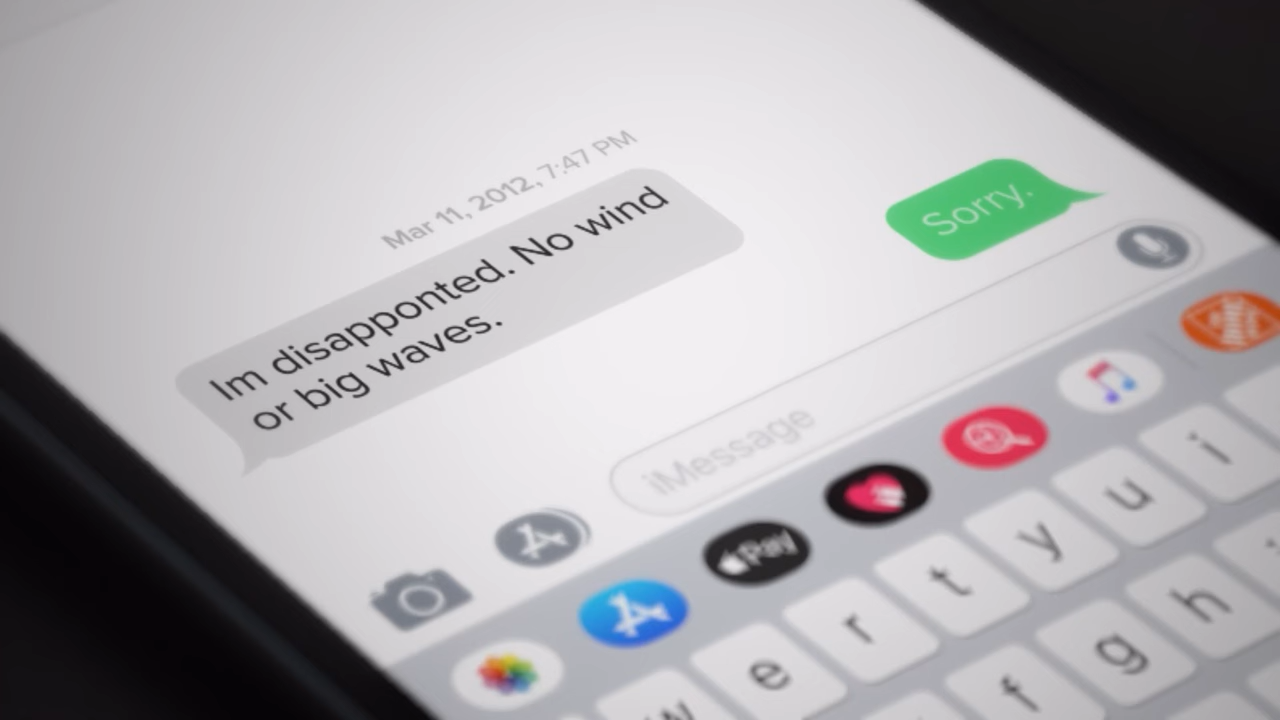 Mar 11, 2012, 7:47 PM
Im disapponted. No wind
or big waves.
Sorry.
iMessage
Pay
w e r t y u i
f g h